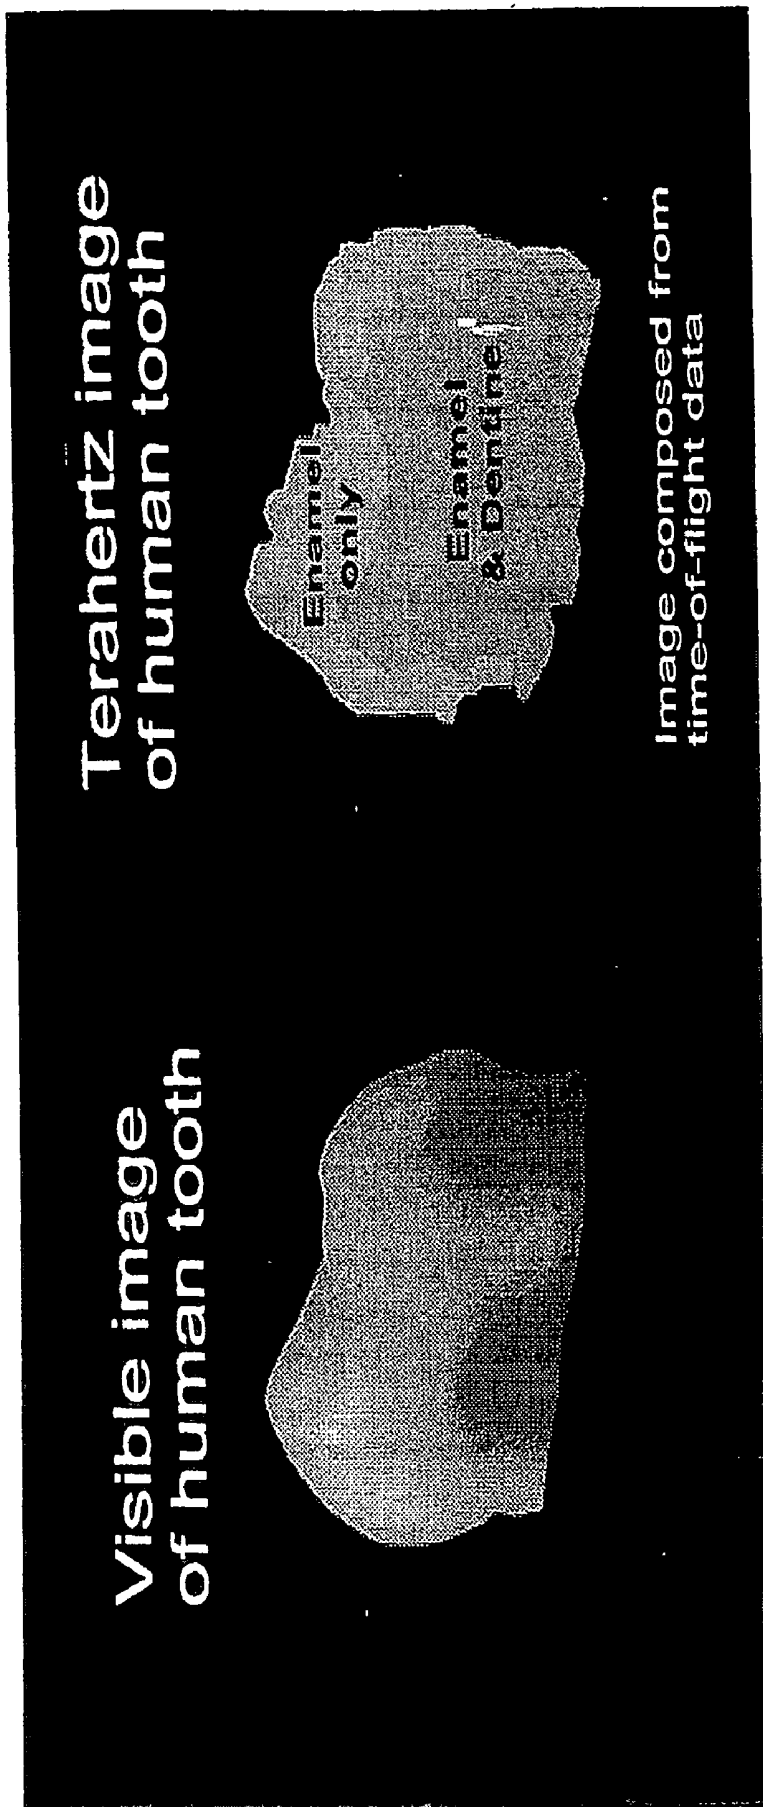 Visible image
of human tooth
Terahertz image
of human tooth
Enamel
only
Enamel
& Dentine
Image composed from
time-of-flight data